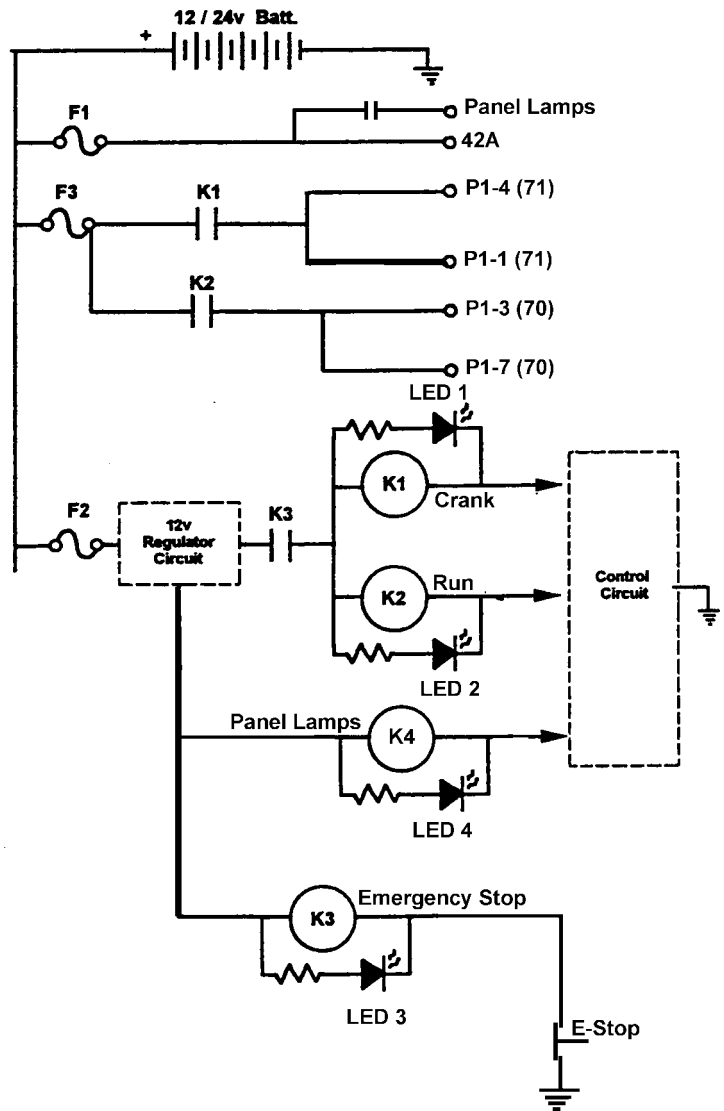 12 / 24v Batt.
+
F1
Panel Lamps
42A
F3
K1
P1-4 (71)
P1-1 (71)
K2
P1-3 (70)
P1-7 (70)
LED 1
K1
Crank
F2
12v
Regulator
Circuit
K3
K2
Run
LED 2
Control
Circuit
Panel Lamps
K4
LED 4
K3
Emergency Stop
LED 3
E-Stop